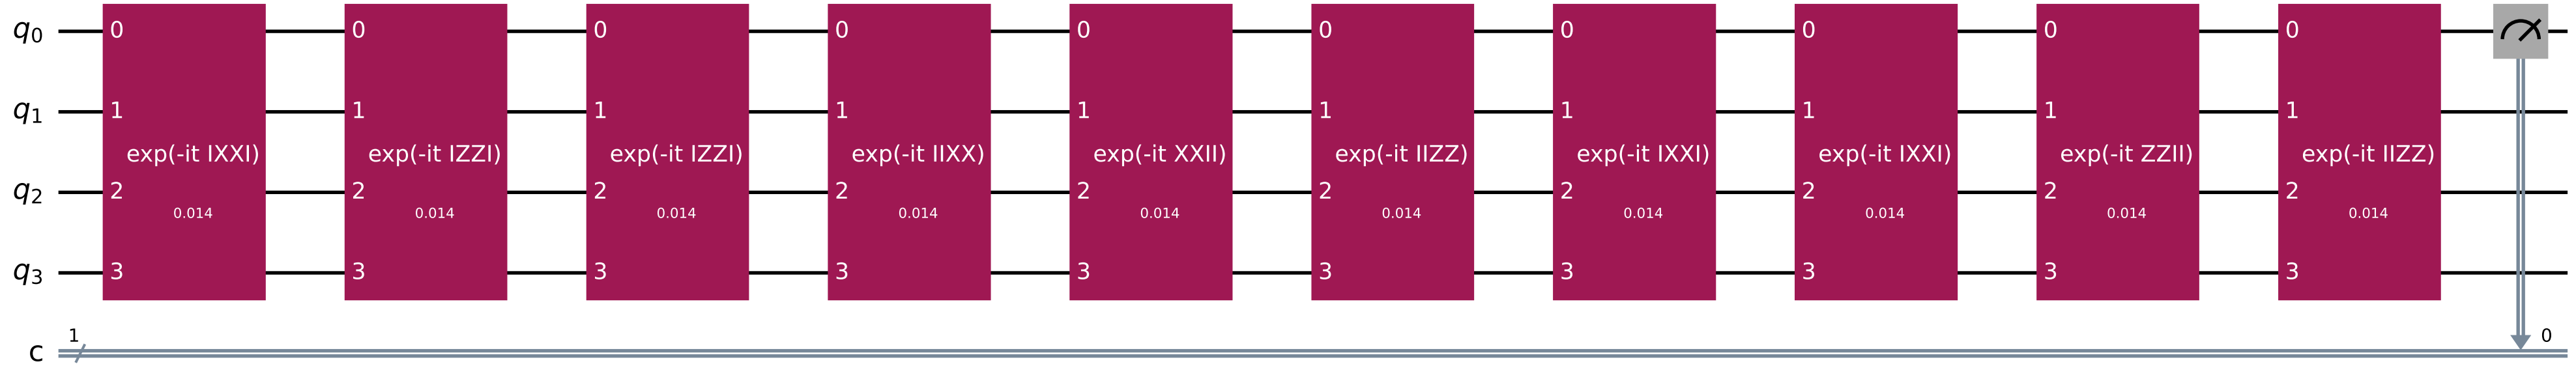 q0 0 0 0 0 0 0 0 0 0 0
q1 1 1 1 1 1 1 1 1 1 1
exp(-it IXXI) exp(-it IZZI) exp(-it IZZI) exp(-it IIXX) exp(-it XXII) exp(-it IIZZ) exp(-it IXXI) exp(-it IXXI) exp(-it ZZII) exp(-it IIZZ)
q2 2 2 2 2 2 2 2 2 2 2
0.014 0.014 0.014 0.014 0.014 0.014 0.014 0.014 0.014 0.014
q3 3 3 3 3 3 3 3 3 3 3
1 0
c